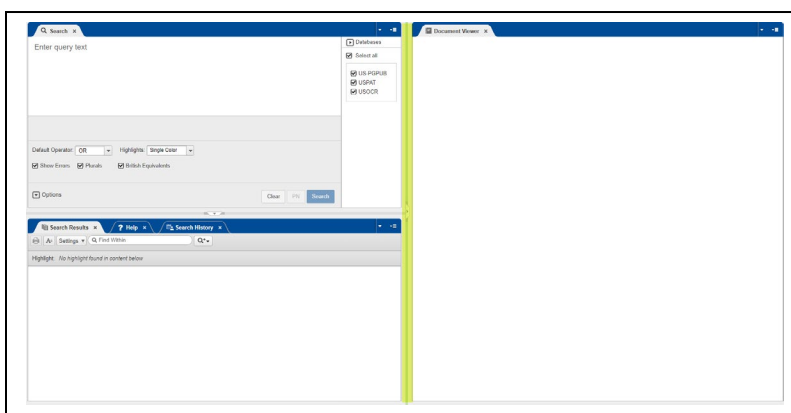 Search
Enter query text
Databases
Select all
US-PGPUB
USPAT
USOCR
Default Operator: OR Highlights: Single Color
Show Errors Plurals British Equivalents
Options
Clear PN Search
Search Results ? Help Search History
Settings Find Within
Highlight: No highlight found in content below
Document Viewer